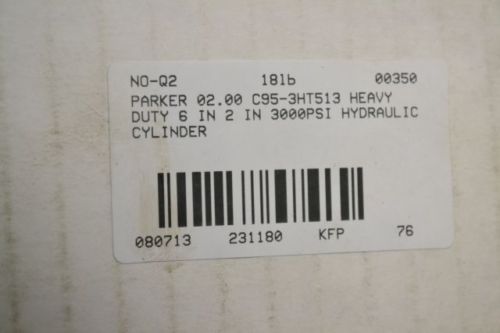 NO-Q2 181b 00350
PARKER 02.00 C95-3HT513 HEAVY
DUTY 6 IN 2 IN 3000PSI HYDRAULIC
CYLINDER
080713 231180 KFP 76